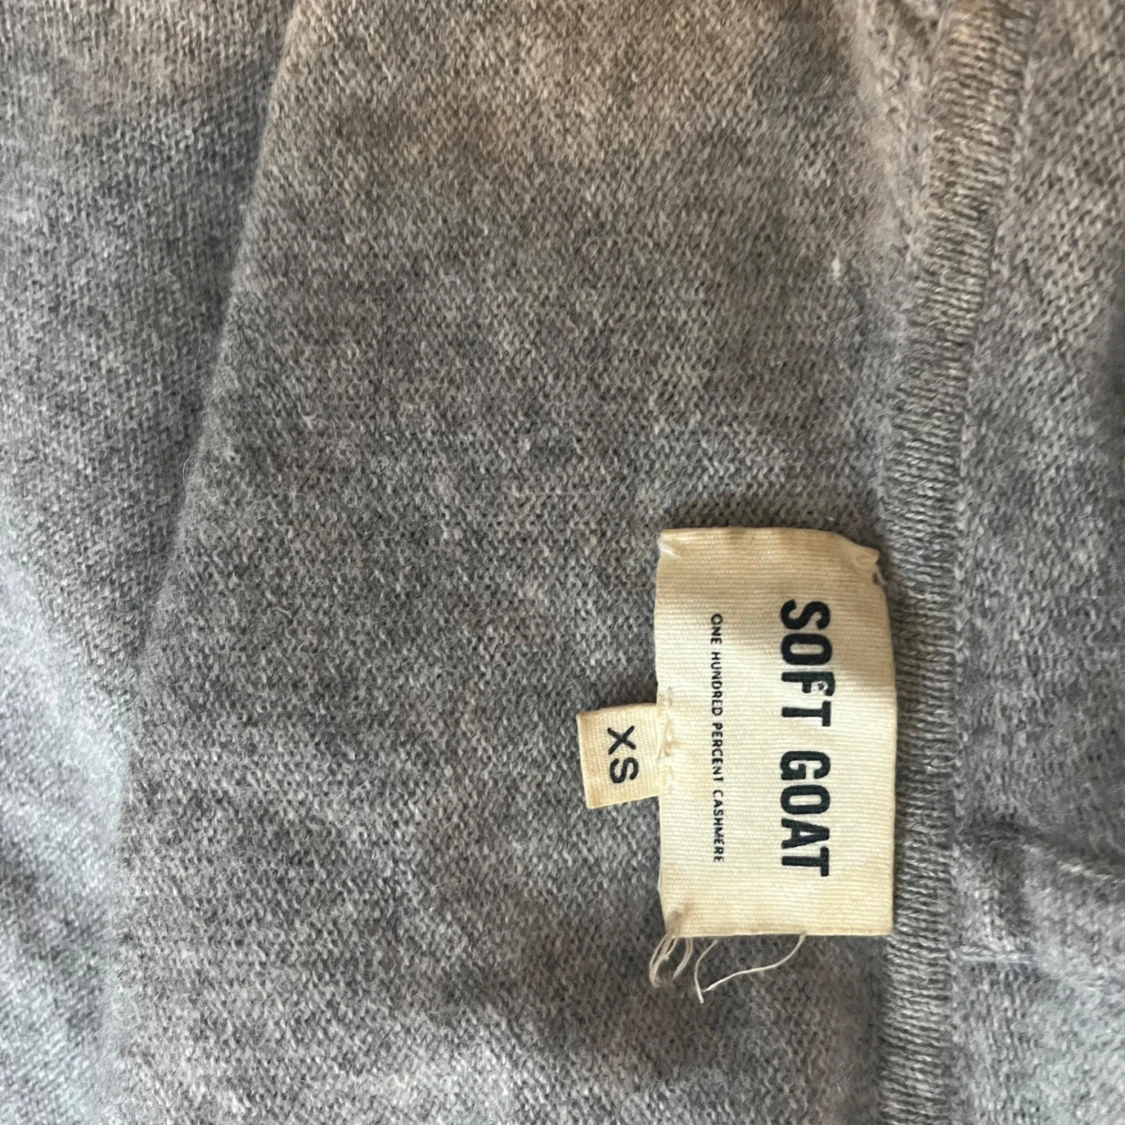 SOFT GOAT
ONE HUNDRED PERCENT CASHMERE
XS